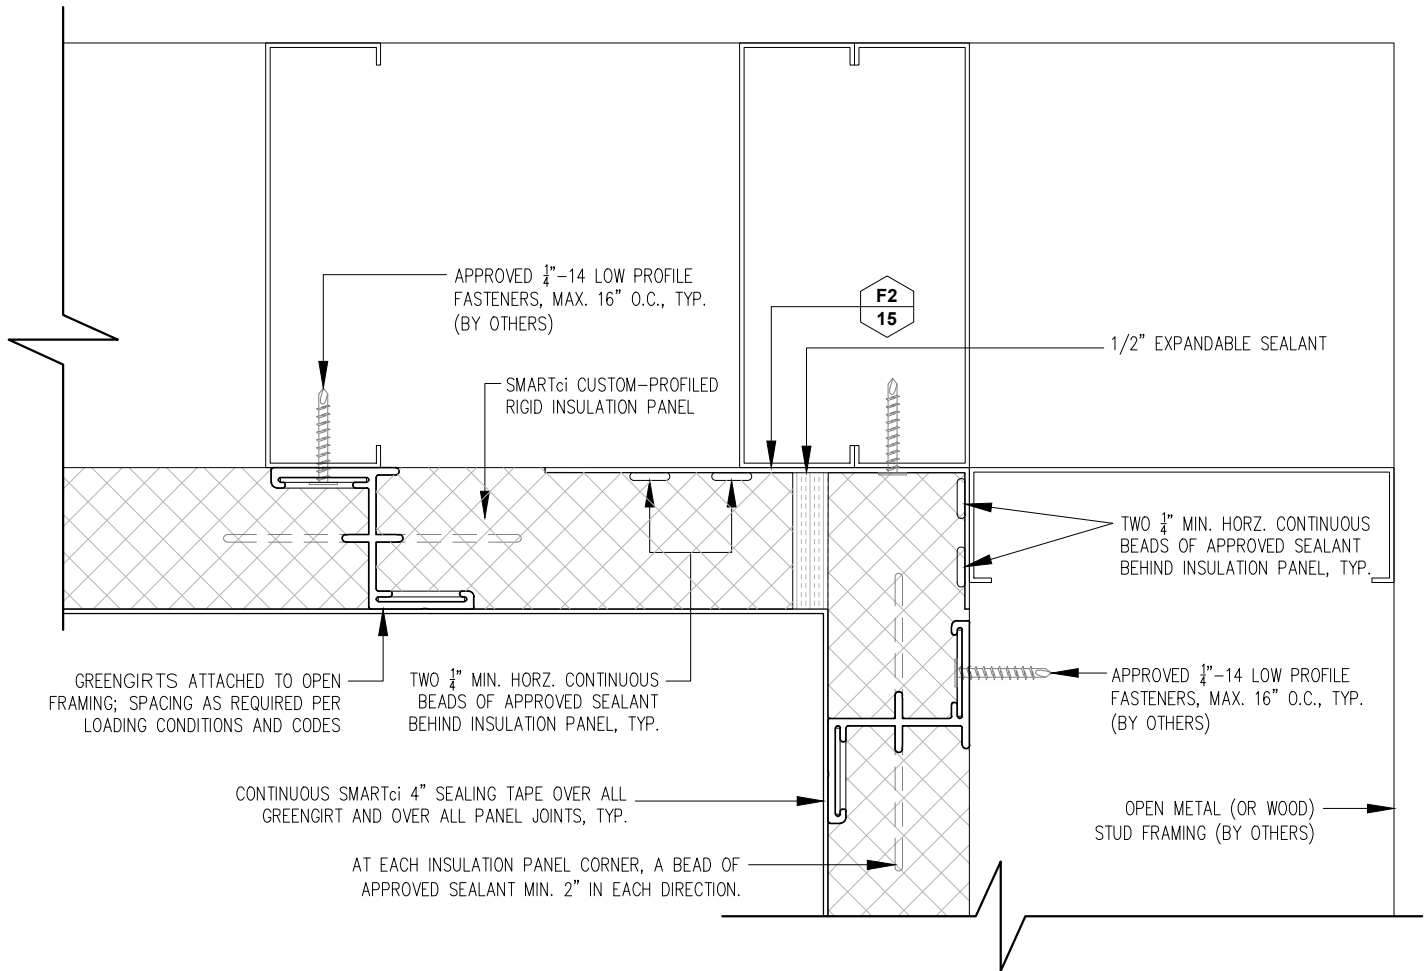 APPROVED 1/4"-14 LOW PROFILE
FASTENERS, MAX. 16" O.C., TYP.
(BY OTHERS)
F2
15
1/2" EXPANDABLE SEALANT
SMARTci CUSTOM-PROFILED
RIGID INSULATION PANEL
TWO 1/4" MIN. HORZ. CONTINUOUS
BEADS OF APPROVED SEALANT
BEHIND INSULATION PANEL, TYP.
GREENGIRTS ATTACHED TO OPEN
FRAMING; SPACING AS REQUIRED PER
LOADING CONDITIONS AND CODES
TWO 1/4" MIN. HORZ. CONTINUOUS
BEADS OF APPROVED SEALANT
BEHIND INSULATION PANEL, TYP.
APPROVED 1/4"-14 LOW PROFILE
FASTENERS, MAX. 16" O.C., TYP.
(BY OTHERS)
CONTINUOUS SMARTci 4" SEALING TAPE OVER ALL
GREENGIRT AND OVER ALL PANEL JOINTS, TYP.
OPEN METAL (OR WOOD)
STUD FRAMING (BY OTHERS)
AT EACH INSULATION PANEL CORNER, A BEAD OF
APPROVED SEALANT MIN. 2" IN EACH DIRECTION.